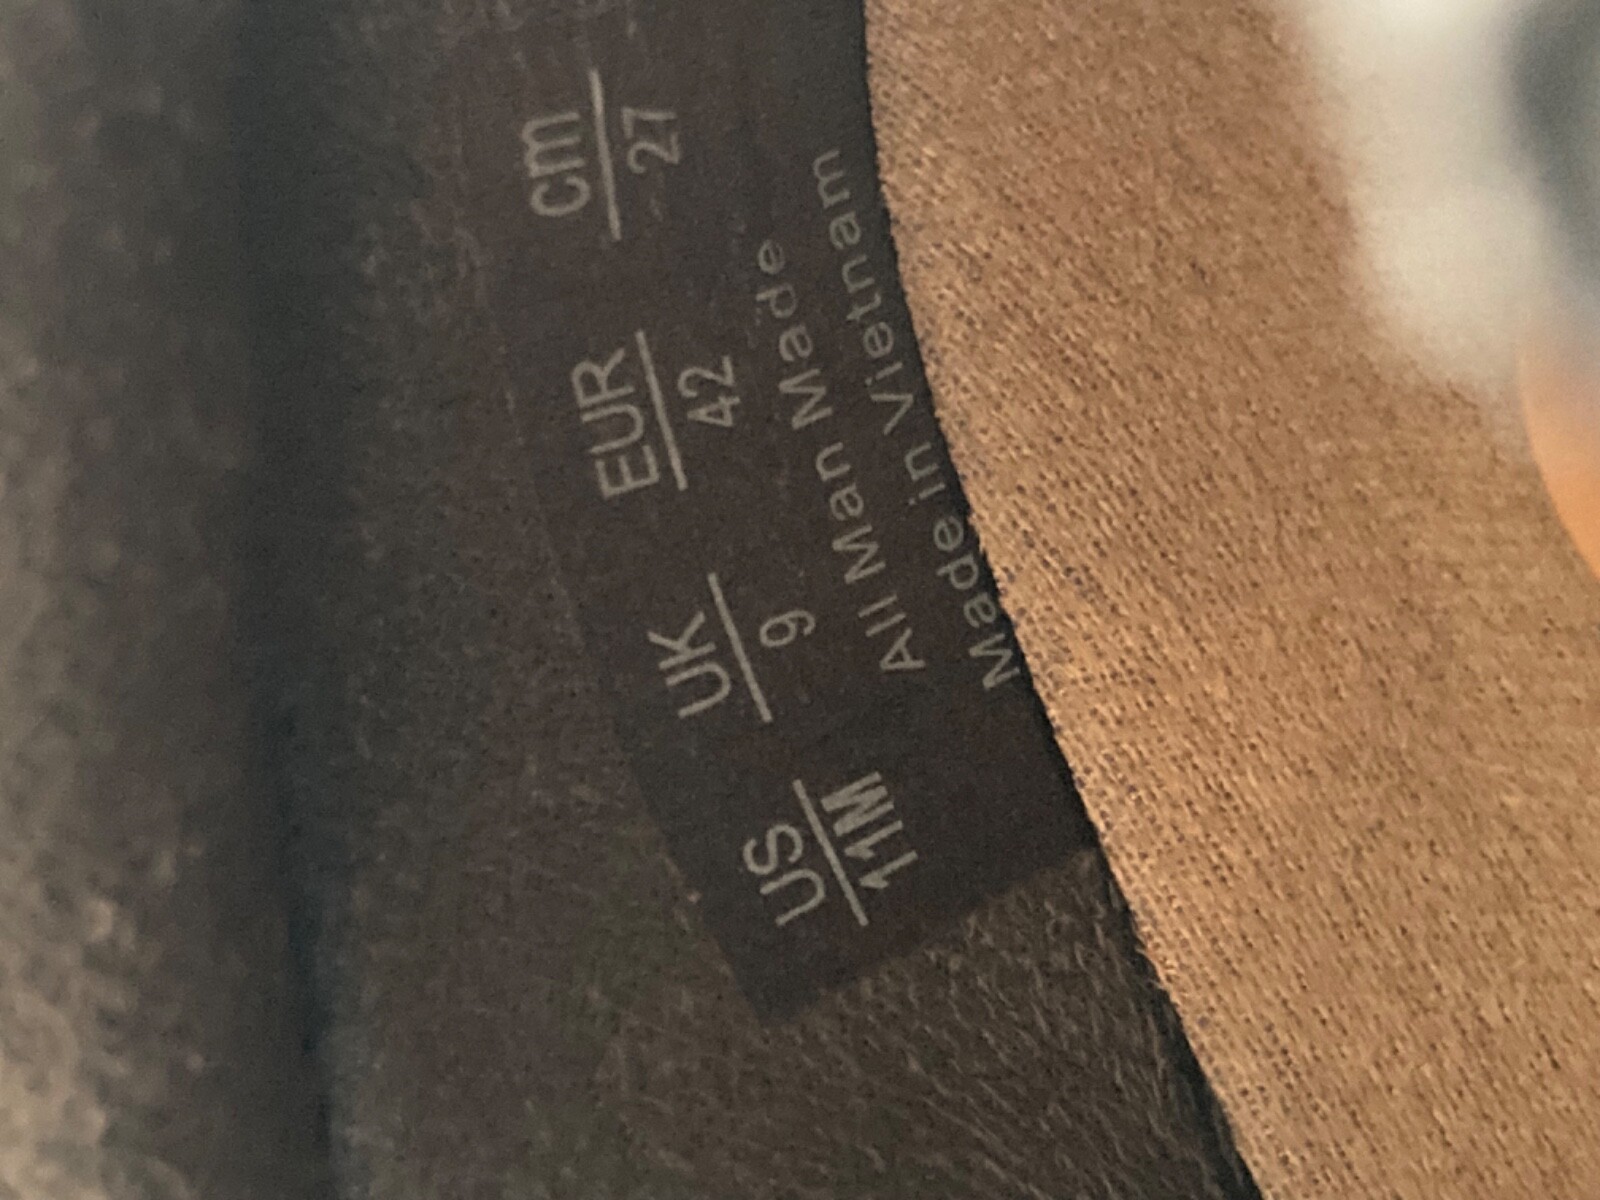 US UK EUR cm
11M 9 42 27
All Man Made
Made in Vietnam